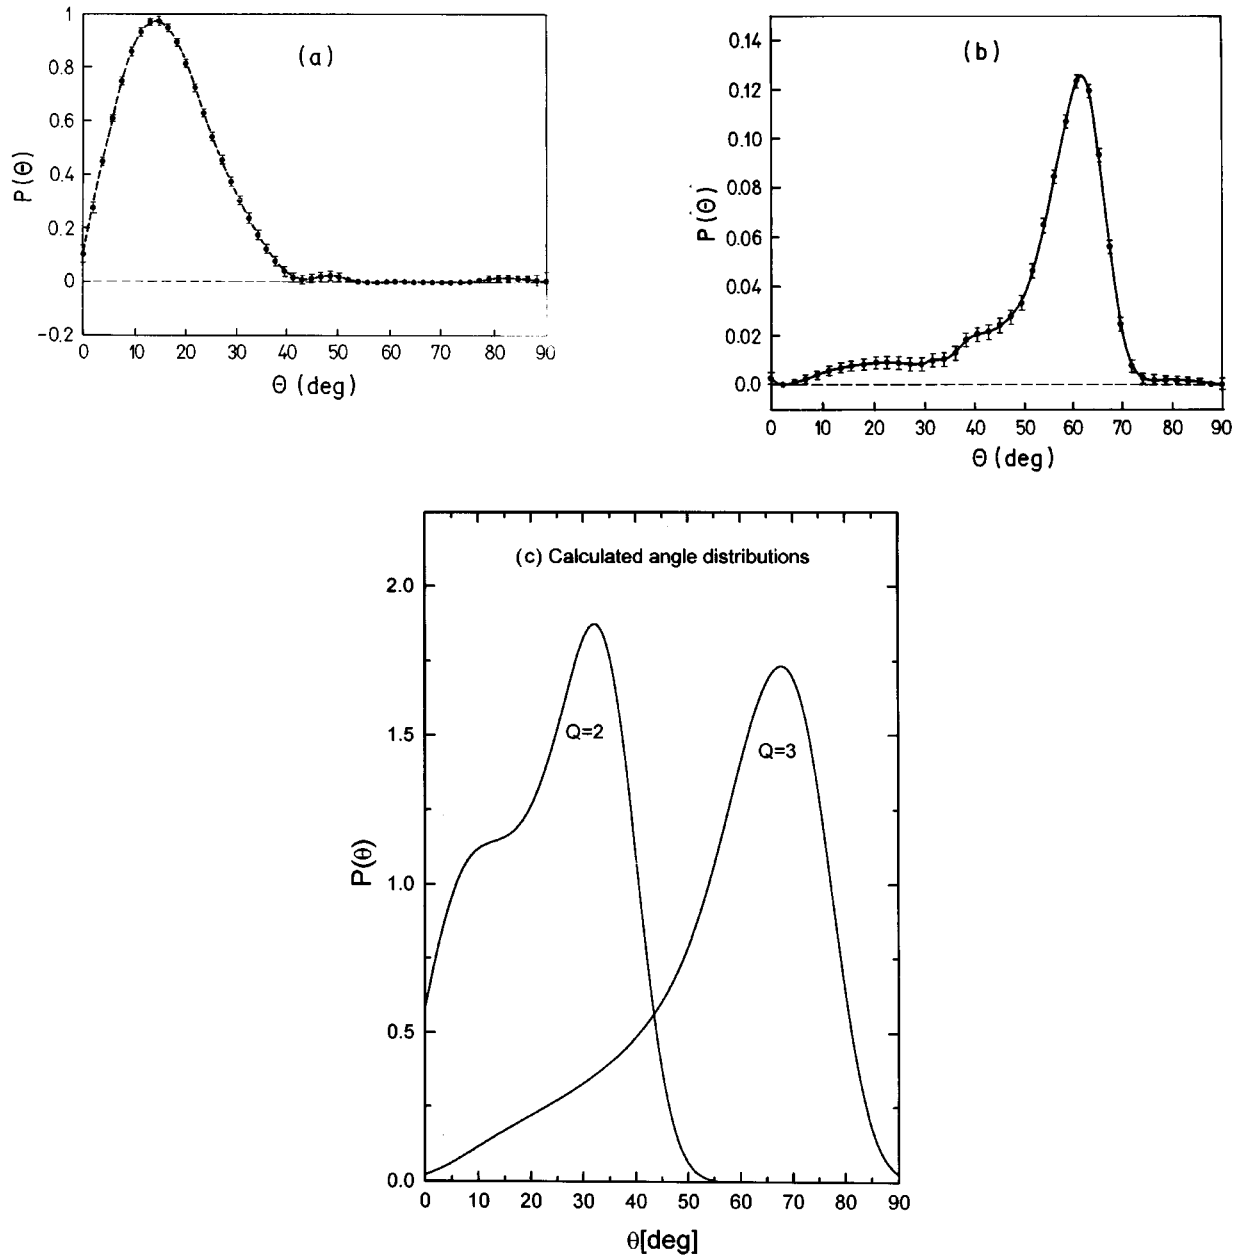 (a)
1
0.8
0.6
0.4
0.2
0
-0.2
P(Θ)
0 10 20 30 40 50 60 70 80 90
Θ (deg)
(b)
0.14
0.12
0.10
0.08
0.06
0.04
0.02
0.0
P(Θ)
0 10 20 30 40 50 60 70 80 90
Θ (deg)
(c) Calculated angle distributions
2.0
1.5
1.0
0.5
0.0
P(θ)
Q=2
Q=3
0 10 20 30 40 50 60 70 80 90
θ[deg]